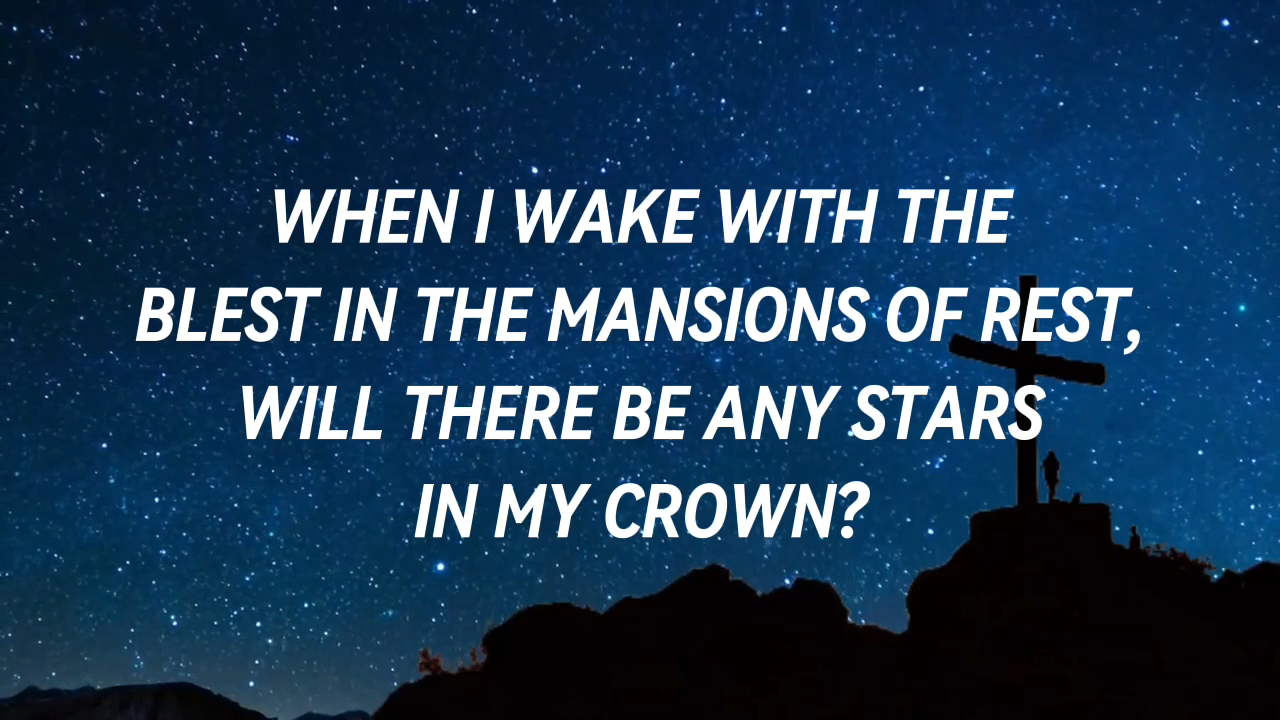 WHEN I WAKE WITH THE
BLEST IN THE MANSIONS OF REST,
WILL THERE BE ANY STARS
IN MY CROWN?